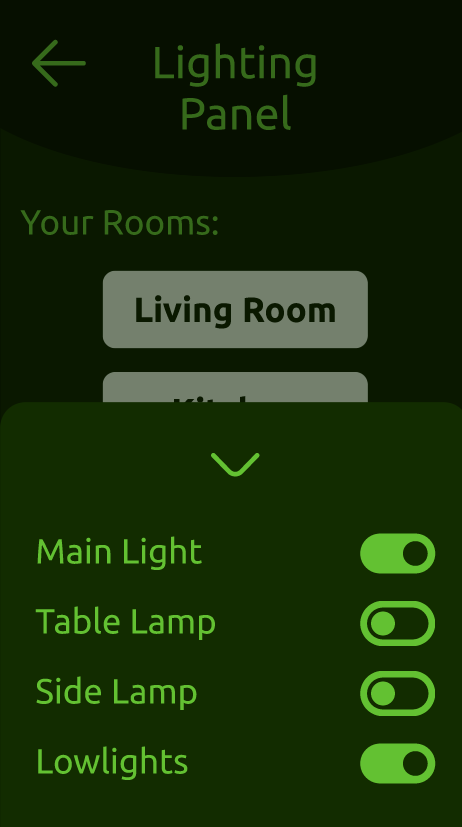 Lighting
Panel
Your Rooms:
Living Room
Main Light
Table Lamp
Side Lamp
Lowlights